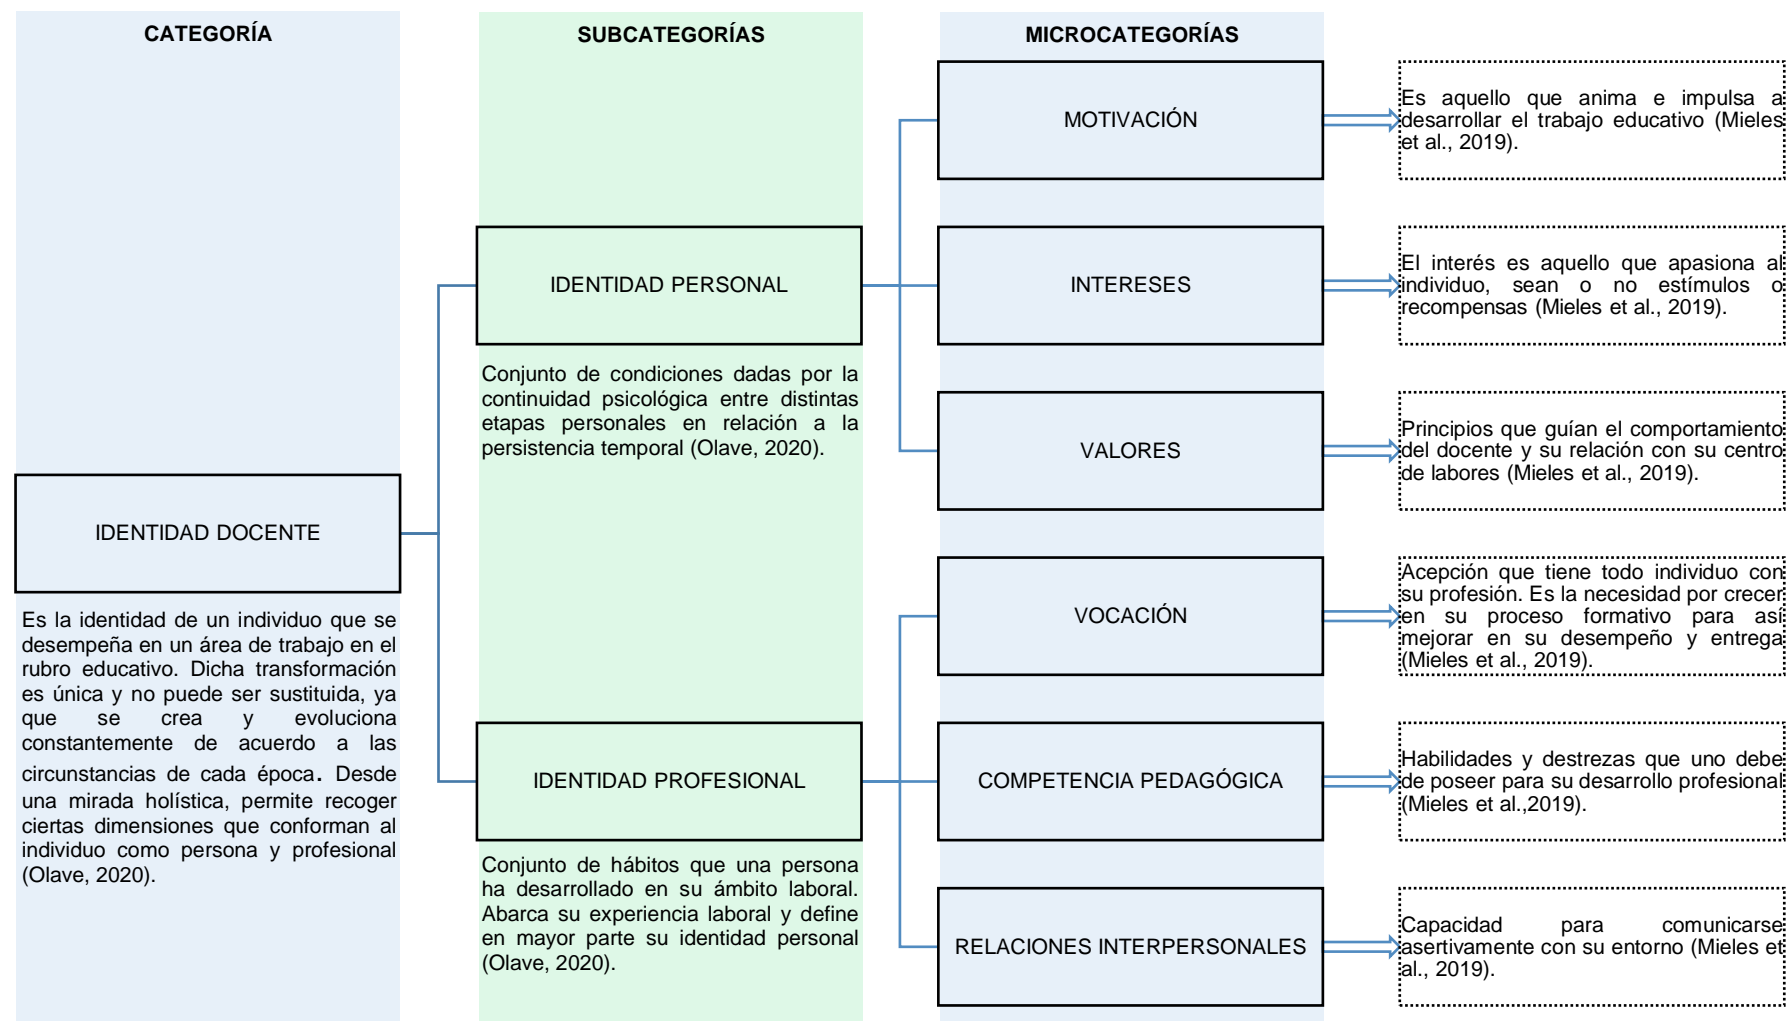 CATEGORÍA
SUBCATEGORÍAS
MICROCATEGORÍAS
IDENTIDAD DOCENTE
Es la identidad de un individuo que se
desempeña en un área de trabajo en el
rubro educativo. Dicha transformación
es única y no puede ser sustituida, ya
que se crea y evoluciona
constantemente de acuerdo a las
circunstancias de cada época. Desde
una mirada holística, permite recoger
ciertas dimensiones que conforman al
individuo como persona y profesional
(Olave, 2020).
IDENTIDAD PERSONAL
Conjunto de condiciones dadas por la
continuidad psicológica entre distintas
etapas personales en relación a la
persistencia temporal (Olave, 2020).
IDENTIDAD PROFESIONAL
Conjunto de hábitos que una persona
ha desarrollado en su ámbito laboral.
Abarca su experiencia laboral y define
en mayor parte su identidad personal
(Olave, 2020).
MOTIVACIÓN
Es aquello que anima e impulsa a
desarrollar el trabajo educativo (Mieles
et al., 2019).
INTERESES
El interés es aquello que apasiona al
individuo, sean o no estímulos o
recompensas (Mieles et al., 2019).
VALORES
Principios que guían el comportamiento
del docente y su relación con su centro
de labores (Mieles et al., 2019).
VOCACIÓN
Acepción que tiene todo individuo con
su profesión. Es la necesidad por crecer
en su proceso formativo para así
mejorar en su desempeño y entrega
(Mieles et al., 2019).
COMPETENCIA PEDAGÓGICA
Habilidades y destrezas que uno debe
de poseer para su desarrollo profesional
(Mieles et al.,2019).
RELACIONES INTERPERSONALES
Capacidad para comunicarse
asertivamente con su entorno (Mieles et
al., 2019).